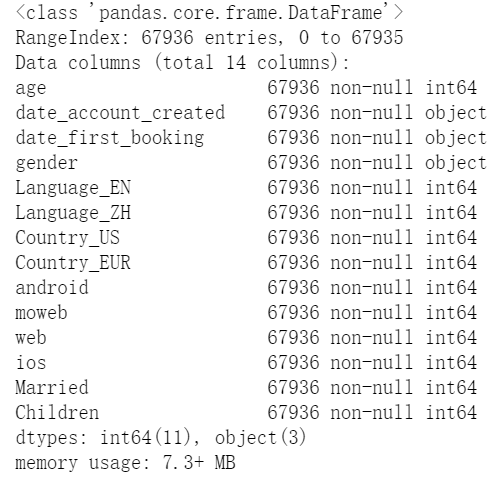 <class 'pandas.core.frame.DataFrame'>
RangeIndex: 67936 entries, 0 to 67935
Data columns (total 14 columns):
age                     67936 non-null int64
date_account_created    67936 non-null object
date_first_booking      67936 non-null object
gender                  67936 non-null object
Language_EN             67936 non-null int64
Language_ZH             67936 non-null int64
Country_US              67936 non-null int64
Country_EUR             67936 non-null int64
android                 67936 non-null int64
moweb                   67936 non-null int64
web                     67936 non-null int64
ios                     67936 non-null int64
Married                 67936 non-null int64
Children                67936 non-null int64
dtypes: int64(11), object(3)
memory usage: 7.3+ MB